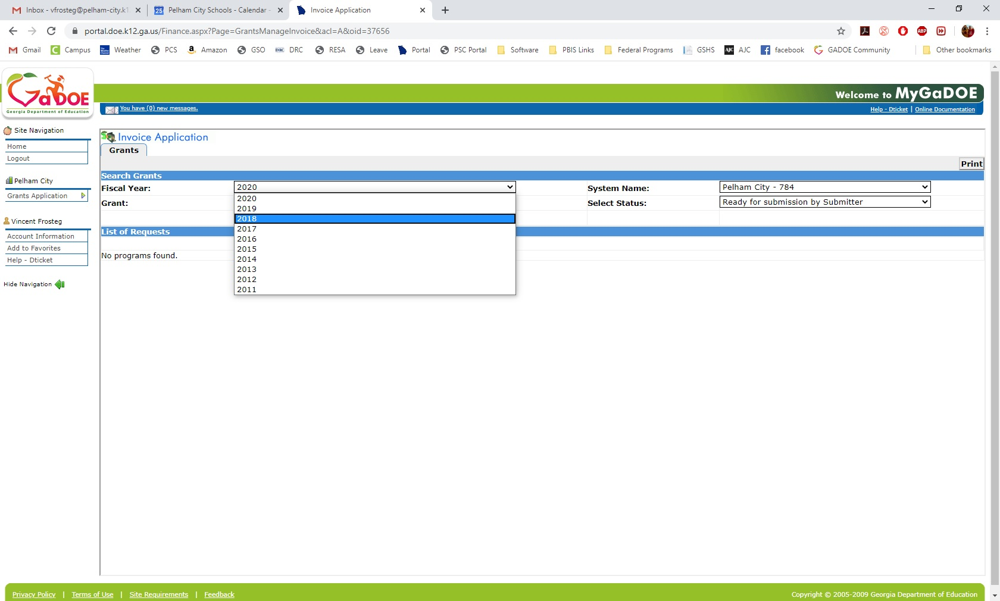 Inbox - vfrosteg@pelham-city.k1
Pelham City Schools - Calendar -
Invoice Application
portal.doe.k12.ga.us/Finance.aspx?Page=GrantsManageInvoice&acl=A&oid=37656
Gmail Campus Weather PCS Amazon GSO DRC RESA Leave Portal PSC Portal Software PBIS Links Federal Programs GSHS AJC facebook GADOE Community Other bookmarks
GaDOE
Georgia Department of Education
Welcome to MyGaDOE
You have (0) new messages.
Help - Dticket | Online Documentation
Site Navigation
Home
Logout
Pelham City
Grants Application
Vincent Frosteg
Account Information
Add to Favorites
Help - Dticket
Hide Navigation
Invoice Application
Grants
Print
Search Grants
Fiscal Year: 2020 System Name: Pelham City - 784
Grant: Select Status: Ready for submission by Submitter
2020
2019
2018
2017
2016
2015
2014
2013
2012
2011
List of Requests
No programs found.
Privacy Policy | Terms of Use | Site Requirements | Feedback
Copyright © 2005-2009 Georgia Department of Education